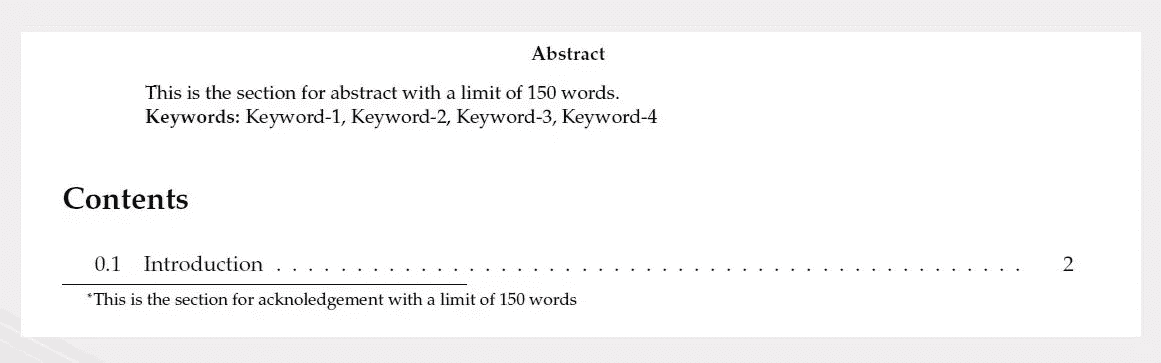 Abstract
This is the section for abstract with a limit of 150 words.
Keywords: Keyword-1, Keyword-2, Keyword-3, Keyword-4
Contents
0.1 Introduction . . . . . . . . . . . . . . . . . . . . . . . . . . . . . . . . . . . . . . . . . . . . . . . 2
*This is the section for acknoledgement with a limit of 150 words